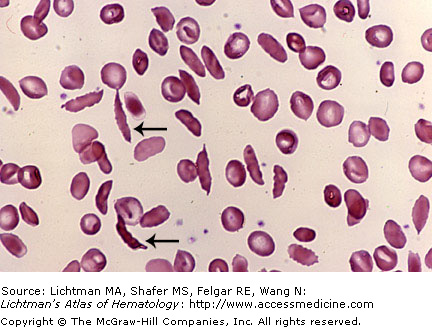 Source: Lichtman MA, Shafer MS, Felgar RE, Wang N:
Lichtman's Atlas of Hematology : http://www.accessmedicine.com
Copyright © The McGraw-Hill Companies, Inc. All rights reserved.